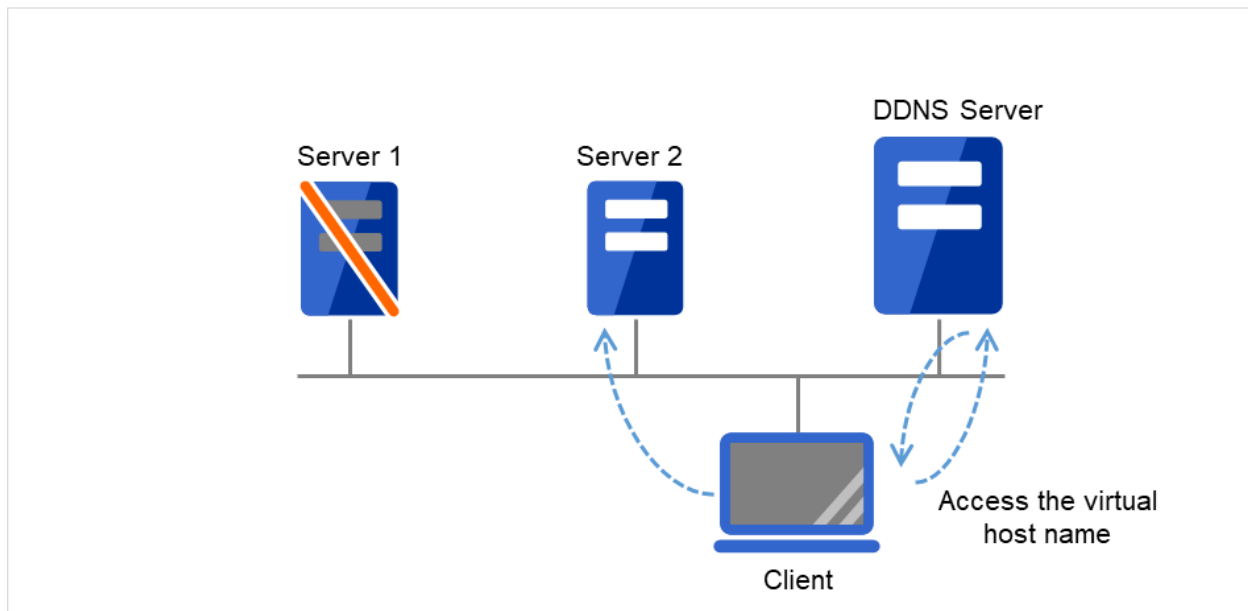 DDNS Server
Server 1
Server 2
Access the virtual
host name
Client